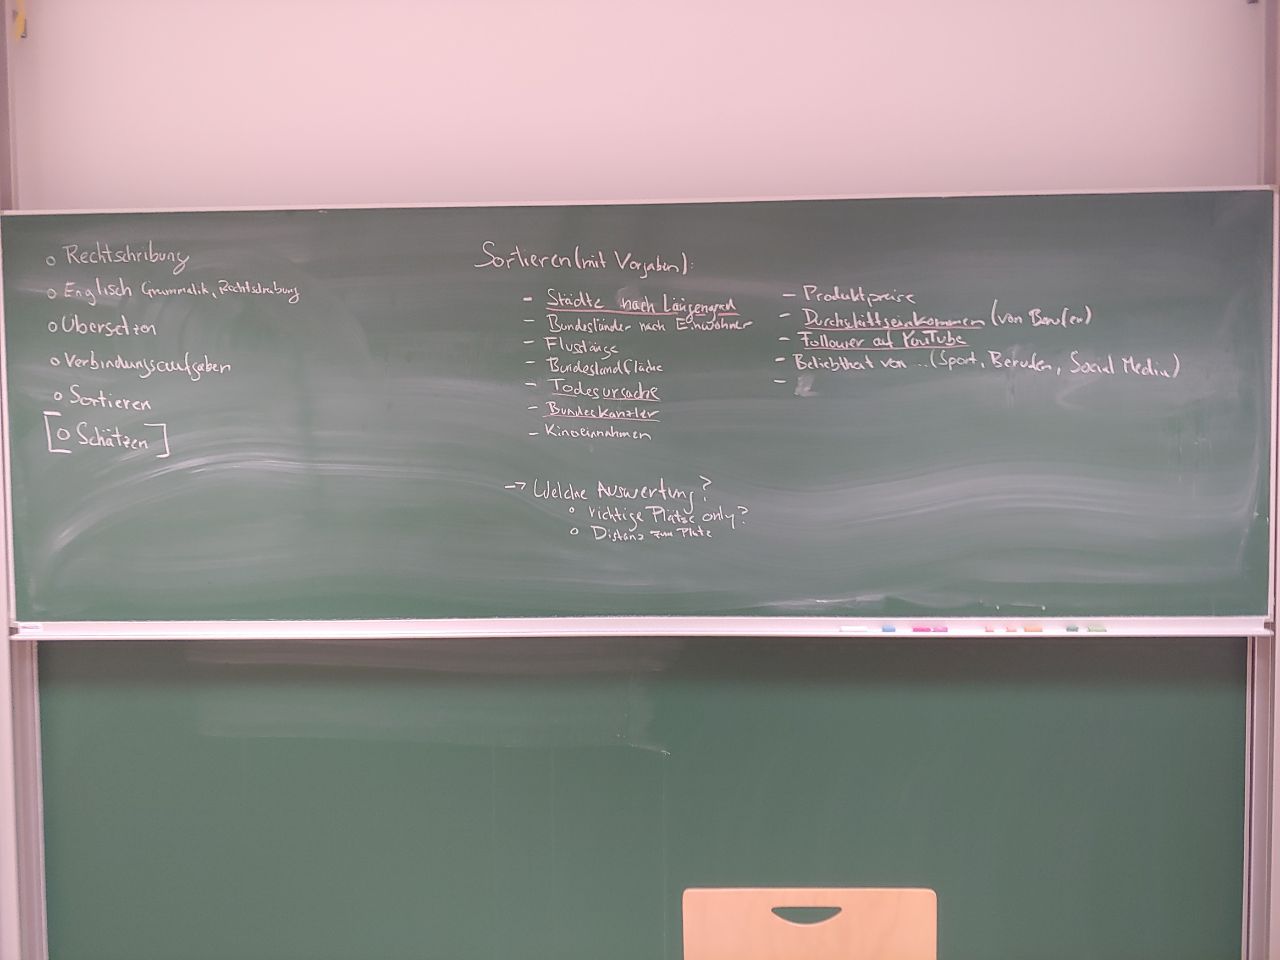 o Rechtschribung
o Englisch Grammatik, Rechtschreibung
o Übersetzen
o Verbindungsaufgaben
o Sortieren
[o Schätzen]
Sortieren (mit Vorgaben):
- Städte nach Längengrad
- Bundesländer nach Einwohner
- Flusslänge
- Bundesland Fläche
- Todesursache
- Bundeskanzler
- Kinoeinnahmen
- Produktpreise
- Durchschittseinkommen (von Berufen)
- Follower auf YouTube
- Beliebtheit von ... (Sport, Berufen, Social Media)
-
-> Welche Auswertung?
o richtige Plätze only?
o Distanz zum Platz